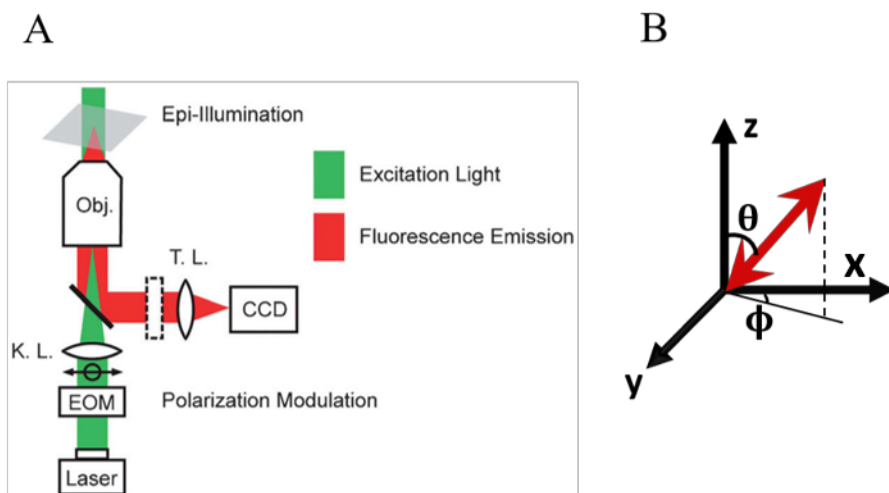 A
B
Epi-Illumination
Obj.
Excitation Light
Fluorescence Emission
T. L.
CCD
K. L.
EOM
Polarization Modulation
Laser
z
θ
X
ϕ
y